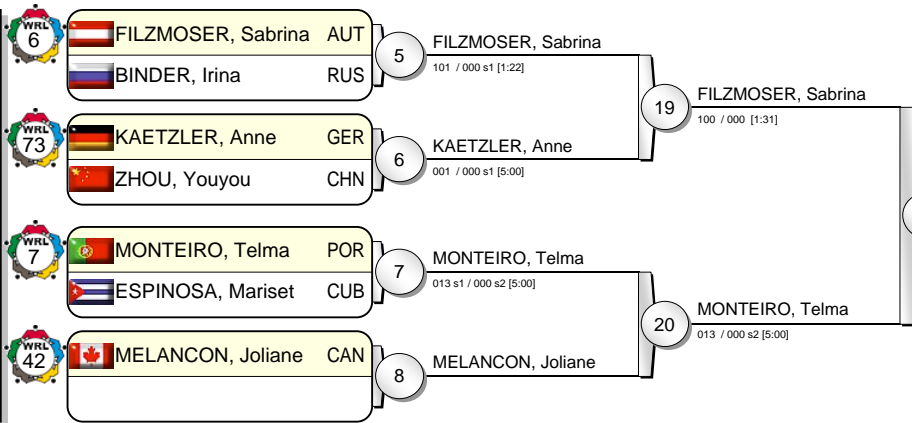 WRL
6
FILZMOSER, Sabrina AUT
BINDER, Irina RUS
5
FILZMOSER, Sabrina
101 / 000 s1 [1:22]
19
FILZMOSER, Sabrina
100 / 000 [1:31]
WRL
73
KAETZLER, Anne GER
ZHOU, Youyou CHN
6
KAETZLER, Anne
001 / 000 s1 [5:00]
WRL
7
MONTEIRO, Telma POR
ESPINOSA, Mariset CUB
7
MONTEIRO, Telma
013 s1 / 000 s2 [5:00]
20
MONTEIRO, Telma
013 / 000 s2 [5:00]
WRL
42
MELANCON, Joliane CAN
8
MELANCON, Joliane